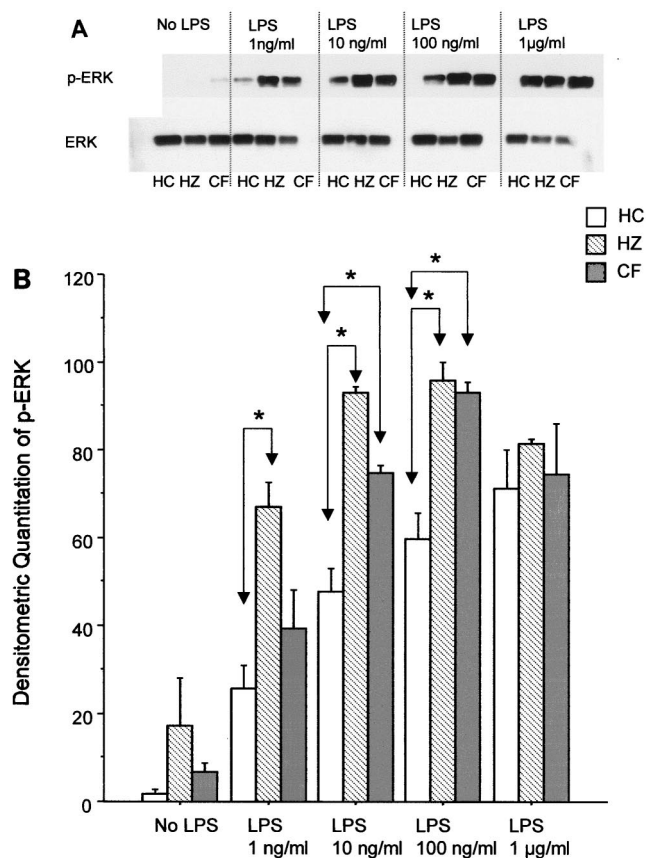 A
No LPS
LPS
1ng/ml
LPS
10 ng/ml
LPS
100 ng/ml
LPS
1µg/ml
p-ERK
ERK
HC HZ CF HC HZ CF HC HZ CF HC HZ CF HC HZ CF
HC
HZ
CF
B
Densitometric Quantitation of p-ERK
120
100
80
60
40
20
0
*
*
*
*
*
No LPS
LPS
1 ng/ml
LPS
10 ng/ml
LPS
100 ng/ml
LPS
1 µg/ml